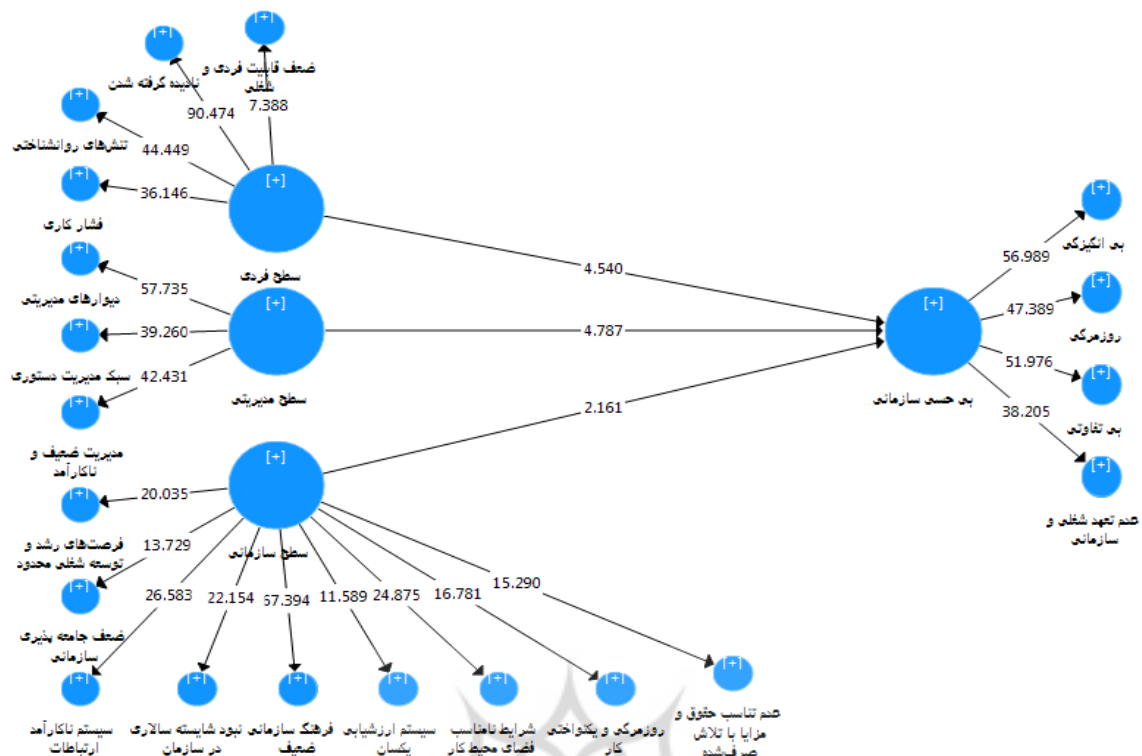 [+]
ضعف قابلیت فردی و
شغلی
7.388
[+]
نادیده گرفته شدن
90.474
[+]
تنش‌های روانشناختی
44.449
[+]
فشار کاری
36.146
[+]
سطح فردی
4.540
[+]
دیوارهای مدیریتی
57.735
[+]
سبک مدیریت دستوری
39.260
[+]
مدیریت ضعیف و
ناکارآمد
42.431
[+]
سطح مدیریتی
4.787
[+]
بی حسی سازمانی
[+]
بی انگیزگی
56.989
[+]
روزمرگی
47.389
[+]
بی تفاوتی
51.976
[+]
عدم تعهد شغلی و
سازمانی
38.205
[+]
سطح سازمانی
2.161
[+]
فرصت‌های رشد و
توسعه شغلی محدود
20.035
[+]
ضعف جامعه پذیری
سازمانی
13.729
[+]
سیستم ناکارآمد
ارتباطات
26.583
[+]
نبود شایسته سالاری
در سازمان
22.154
[+]
فرهنگ سازمانی
ضعیف
57.394
[+]
سیستم ارزشیابی
یکسان
11.589
[+]
شرایط نامناسب
فضای محیط کار
24.875
[+]
روزمرگی و یکنواختی
کار
16.781
[+]
عدم تناسب حقوق و
مزایا با تلاش
صرف‌شده
15.290